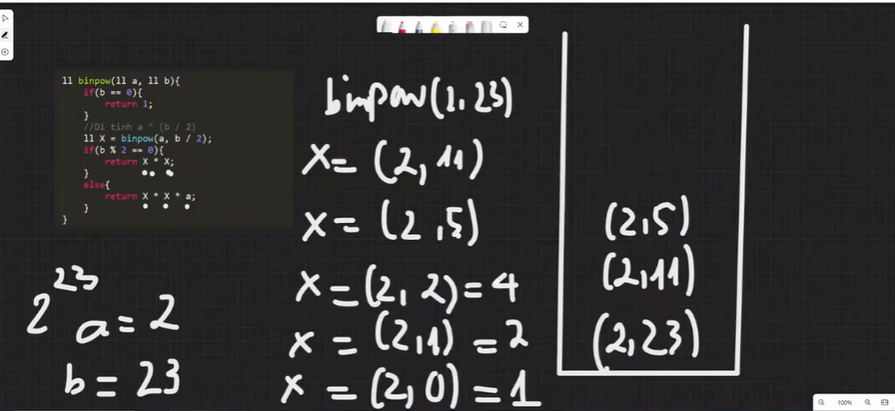 ll binpow(ll a, ll b){
if(b == 0){
return 1;
}
//Di tinh a ^ (b / 2)
ll X = binpow(a, b / 2);
if(b % 2 == 0){
return X * X;
}
else{
return X * X * a;
}
}
2^23
a = 2
b = 23
binpow(2, 23)
x = (2, 11)
x = (2, 5)
x = (2, 2) = 4
x = (2, 1) = 2
x = (2, 0) = 1
(2, 5)
(2, 11)
(2, 23)
100%